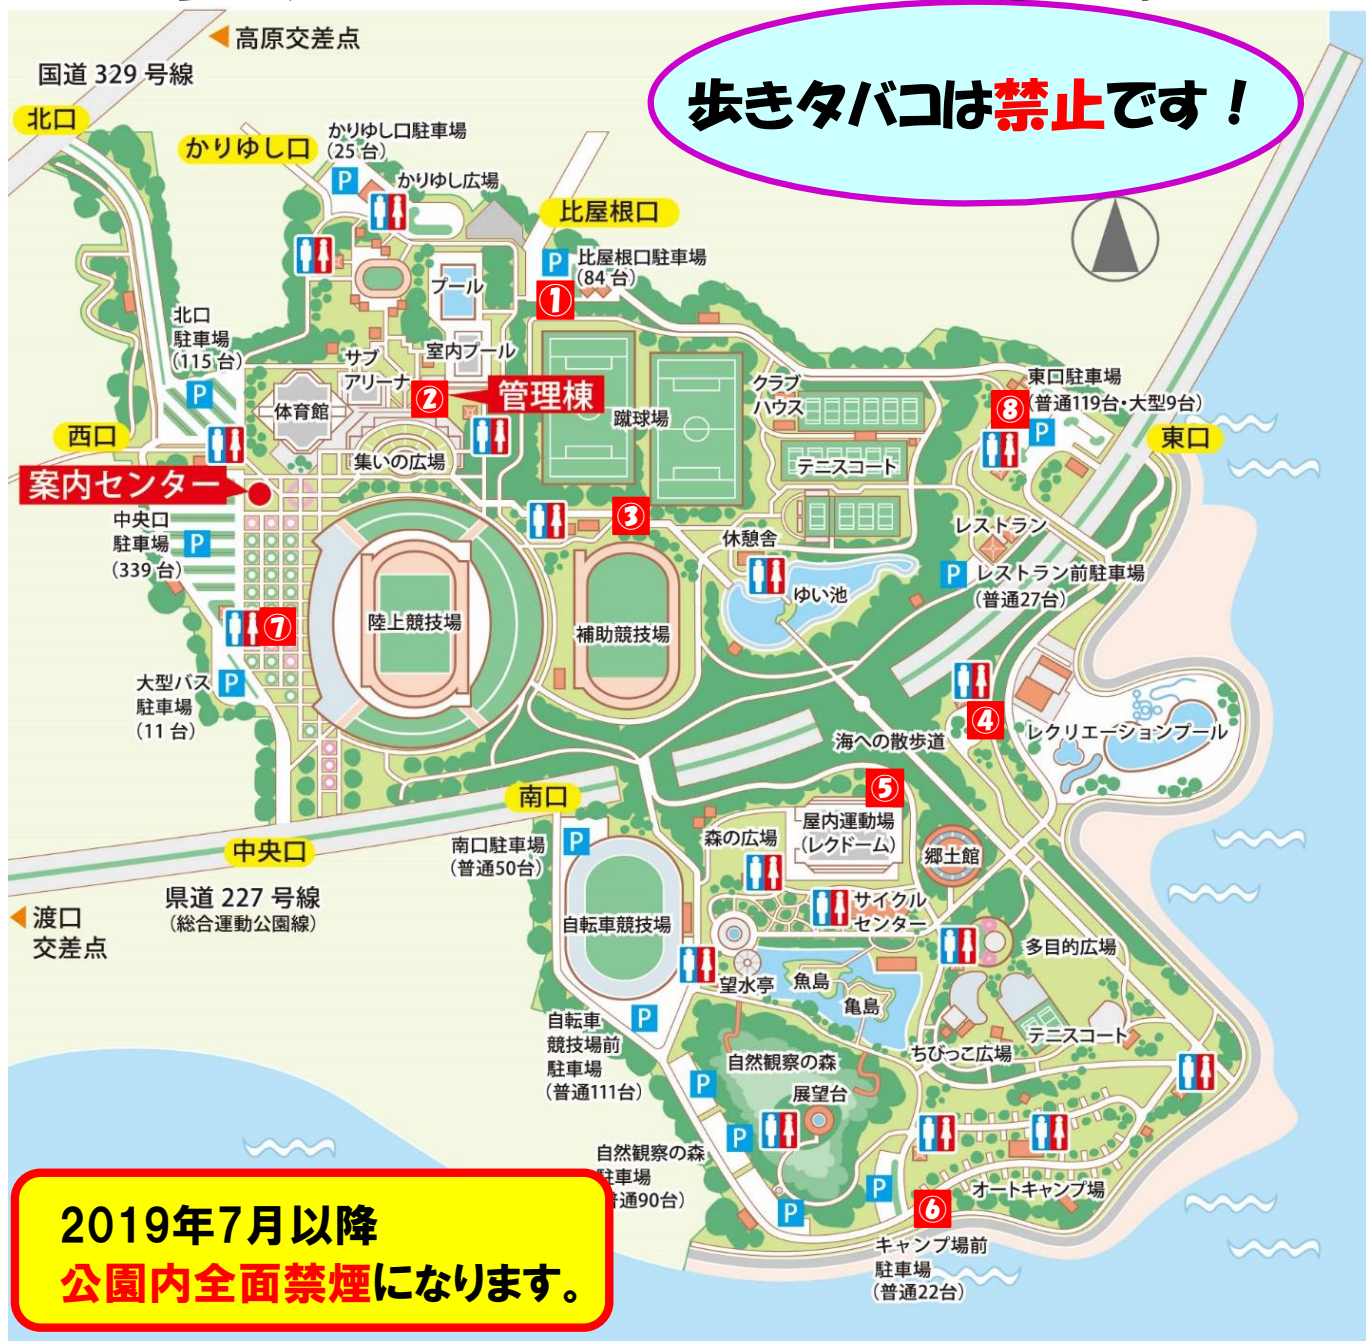 高原交差点
国道 329 号線
歩きタバコは禁止です！
北口
かりゆし口
かりゆし口駐車場
(25 台)
かりゆし広場
比屋根口
比屋根口駐車場
(84 台)
①
プール
北口
駐車場
(115 台)
サブ
アリーナ
室内プール
②
管理棟
体育館
集いの広場
蹴球場
クラブ
ハウス
テニスコート
東口駐車場
(普通119台・大型9台)
⑧
東口
西口
案内センター
中央口
駐車場
(339 台)
③
休憩舎
ゆい池
レストラン
レストラン前駐車場
(普通27台)
陸上競技場
補助競技場
⑦
大型バス
駐車場
(11 台)
④
海への散歩道
レクリエーションプール
⑤
南口
中央口
南口駐車場
(普通50台)
森の広場
屋内運動場
(レクドーム)
郷土館
県道 227 号線
(総合運動公園線)
渡口
交差点
自転車競技場
サイクル
センター
多目的広場
望水亭
魚島
亀島
自転車
競技場前
駐車場
(普通111台)
自然観察の森
展望台
ちびっこ広場
テニスコート
自然観察の森
駐車場
普通90台)
オートキャンプ場
⑥
キャンプ場前
駐車場
(普通22台)
2019年7月以降
公園内全面禁煙になります。
P
P
P
P
P
P
P
P
P
P
P
P
P